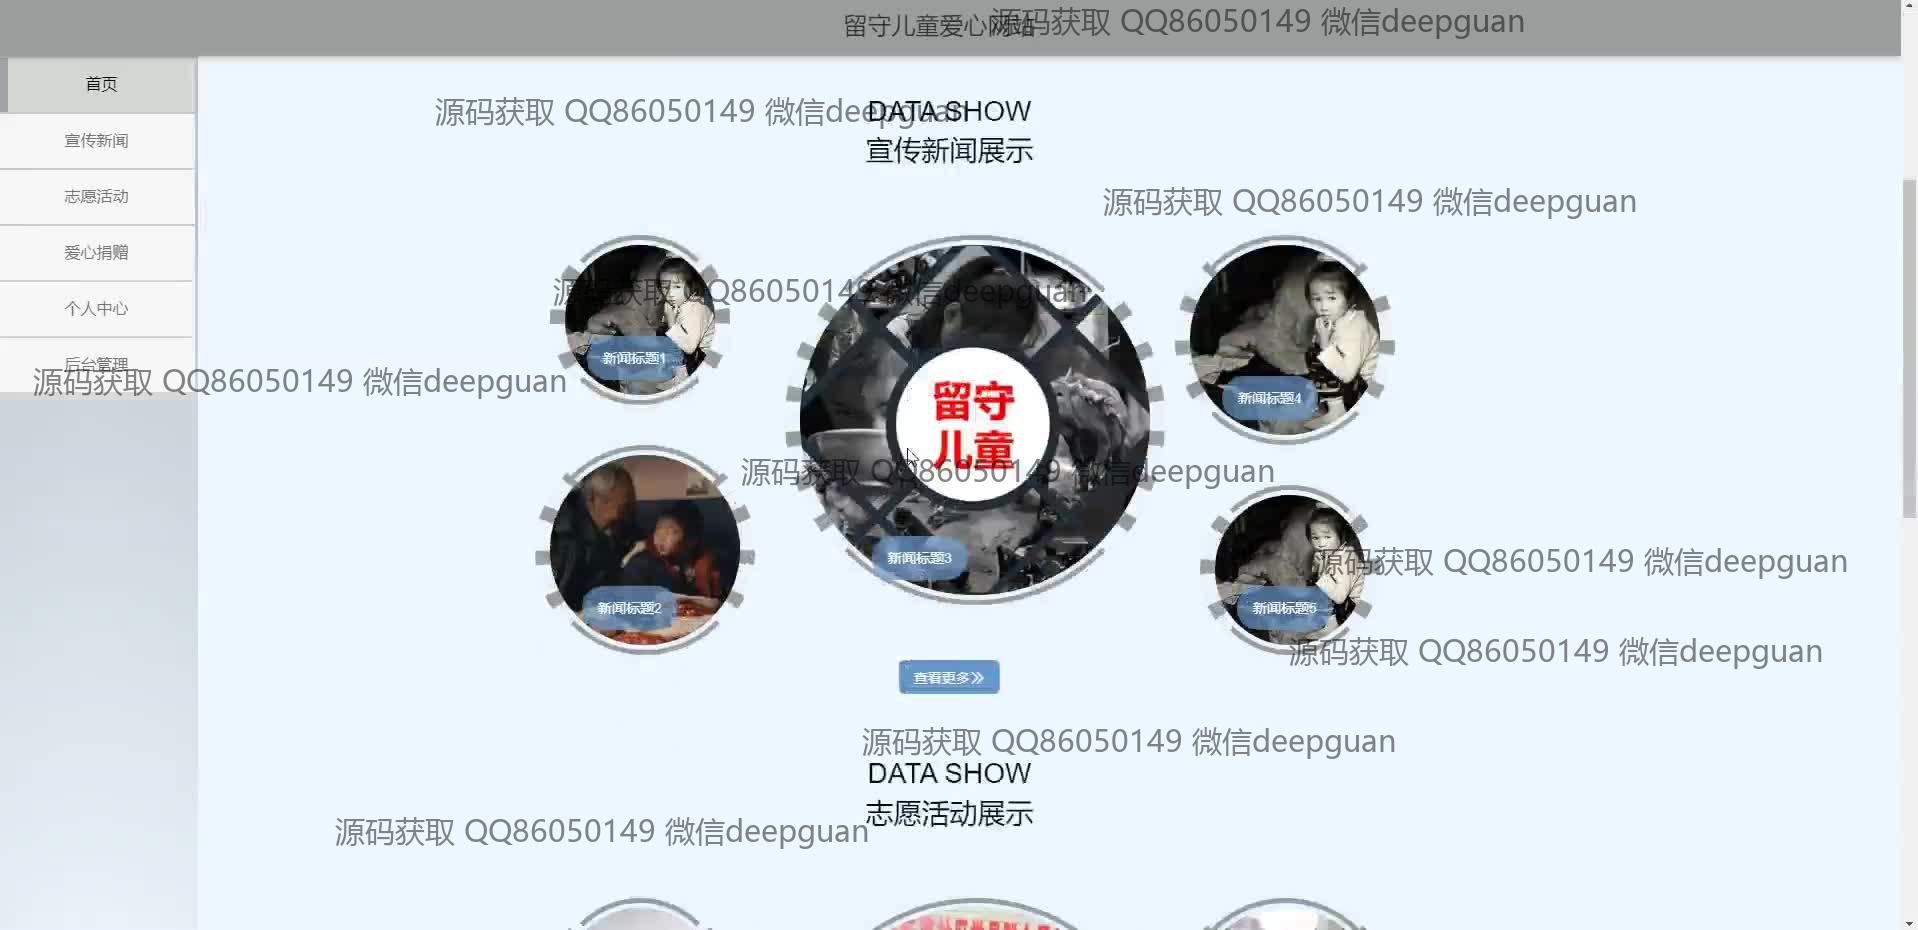 留守儿童爱心网站
源码获取 QQ86050149 微信deepguan
首页
宣传新闻
志愿活动
爱心捐赠
个人中心
后台管理
源码获取 QQ86050149 微信deepguan
DATA SHOW
宣传新闻展示
源码获取 QQ86050149 微信deepguan
源码获取 QQ86050149 微信deepguan
新闻标题1
源码获取 QQ86050149 微信deepguan
新闻标题4
留守
儿童
源码获取 QQ86050149 微信deepguan
新闻标题3
源码获取 QQ86050149 微信deepguan
新闻标题2
新闻标题5
源码获取 QQ86050149 微信deepguan
查看更多
源码获取 QQ86050149 微信deepguan
DATA SHOW
志愿活动展示
源码获取 QQ86050149 微信deepguan